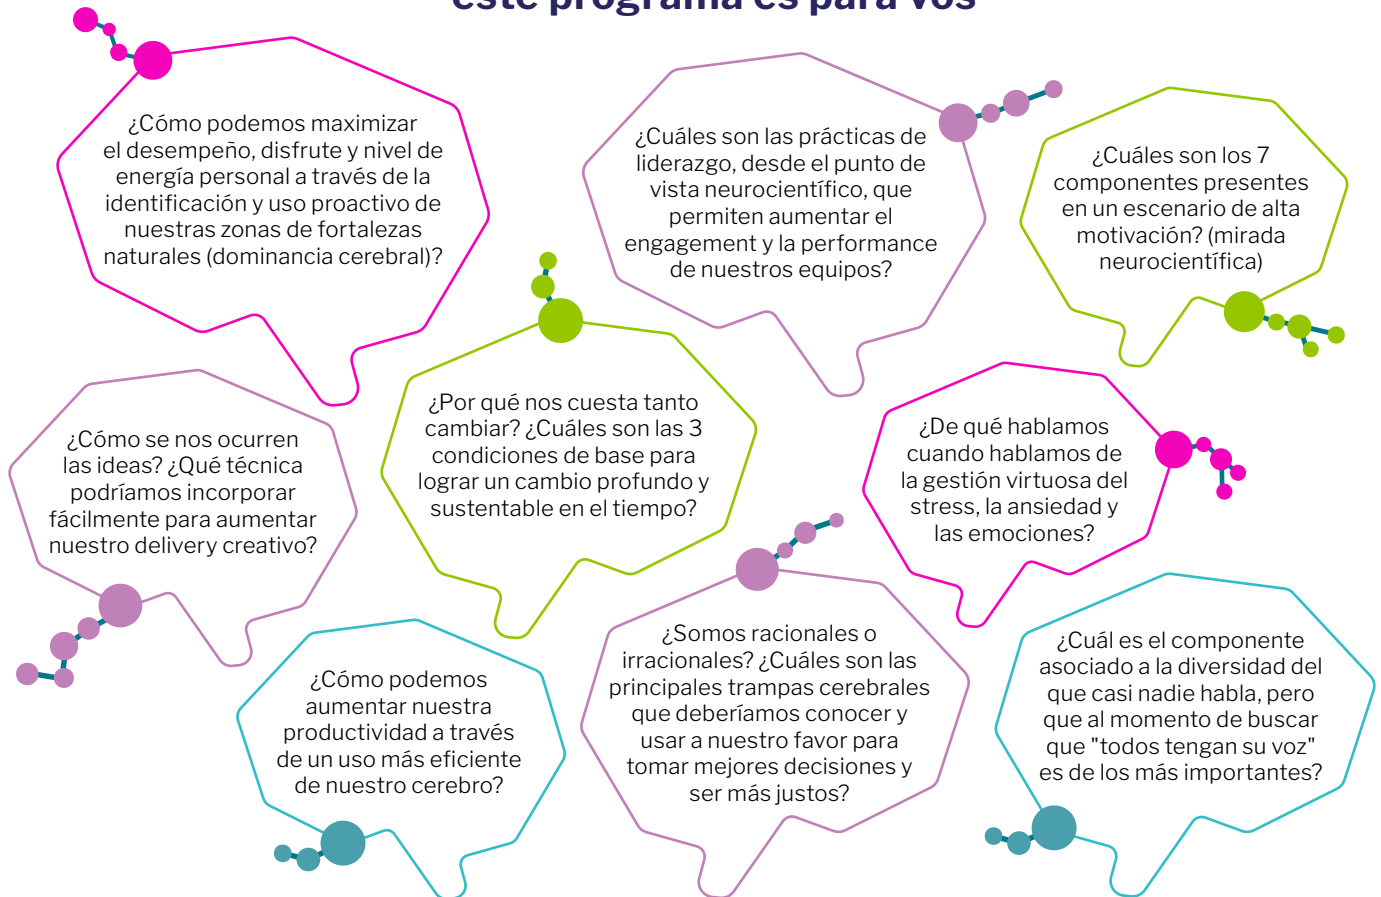 este programa es para vos
¿Cómo podemos maximizar
el desempeño, disfrute y nivel de
energía personal a través de la
identificación y uso proactivo de
nuestras zonas de fortalezas
naturales (dominancia cerebral)?
¿Cuáles son las prácticas de
liderazgo, desde el punto de
vista neurocientífico, que
permiten aumentar el
engagement y la performance
de nuestros equipos?
¿Cuáles son los 7
componentes presentes
en un escenario de alta
motivación? (mirada
neurocientífica)
¿Cómo se nos ocurren
las ideas? ¿Qué técnica
podríamos incorporar
fácilmente para aumentar
nuestro delivery creativo?
¿Por qué nos cuesta tanto
cambiar? ¿Cuáles son las 3
condiciones de base para
lograr un cambio profundo y
sustentable en el tiempo?
¿De qué hablamos
cuando hablamos de
la gestión virtuosa del
stress, la ansiedad y
las emociones?
¿Cómo podemos
aumentar nuestra
productividad a través
de un uso más eficiente
de nuestro cerebro?
¿Somos racionales o
irracionales? ¿Cuáles son las
principales trampas cerebrales
que deberíamos conocer y
usar a nuestro favor para
tomar mejores decisiones y
ser más justos?
¿Cuál es el componente
asociado a la diversidad del
que casi nadie habla, pero
que al momento de buscar
que "todos tengan su voz"
es de los más importantes?